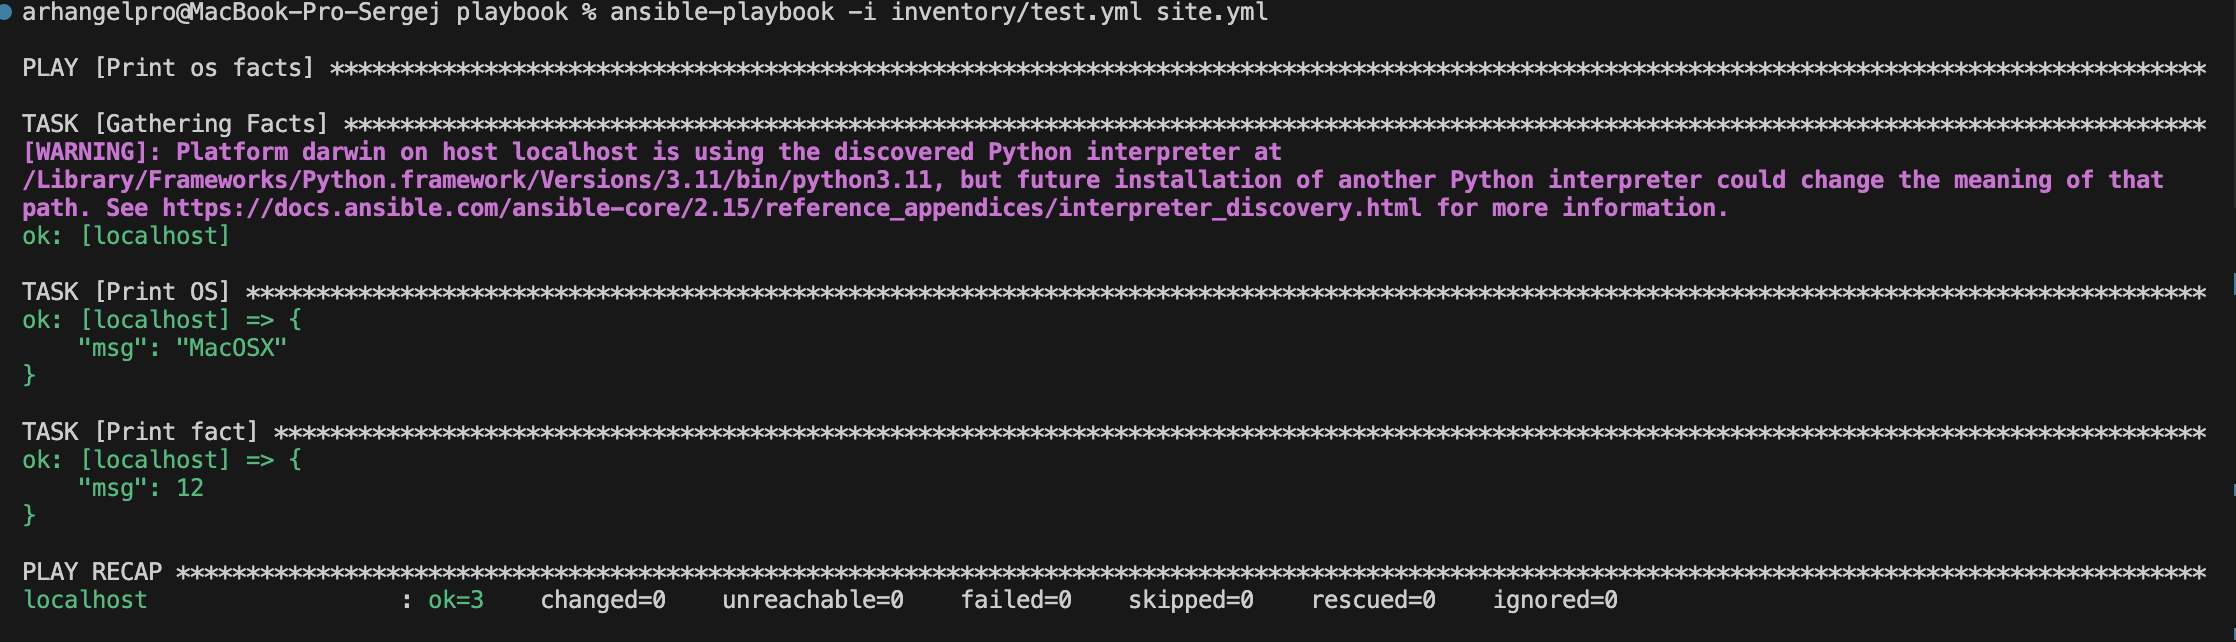 arhangelpro@MacBook-Pro-Sergej playbook % ansible-playbook -i inventory/test.yml site.yml
PLAY [Print os facts] **************************************************************************************************************************************
TASK [Gathering Facts] *************************************************************************************************************************************
[WARNING]: Platform darwin on host localhost is using the discovered Python interpreter at
/Library/Frameworks/Python.framework/Versions/3.11/bin/python3.11, but future installation of another Python interpreter could change the meaning of that
path. See https://docs.ansible.com/ansible-core/2.15/reference_appendices/interpreter_discovery.html for more information.
ok: [localhost]
TASK [Print OS] ********************************************************************************************************************************************
ok: [localhost] => {
    "msg": "MacOSX"
}
TASK [Print fact] ******************************************************************************************************************************************
ok: [localhost] => {
    "msg": 12
}
PLAY RECAP *************************************************************************************************************************************************
localhost                  : ok=3    changed=0    unreachable=0    failed=0    skipped=0    rescued=0    ignored=0